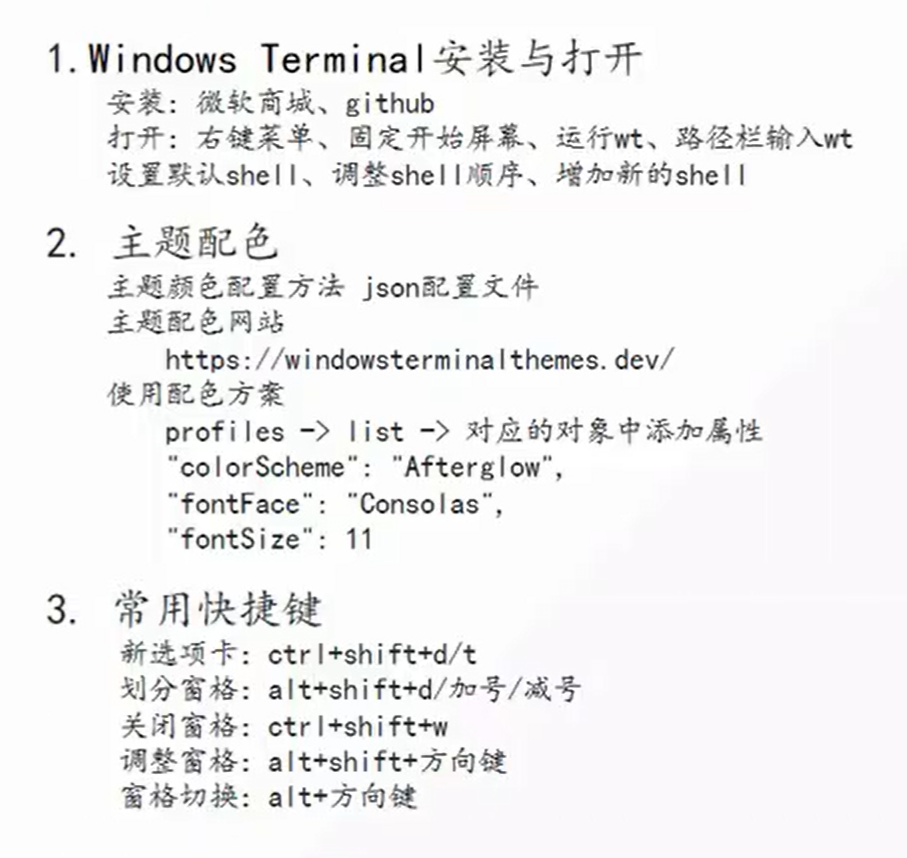 1.Windows Terminal安装与打开
安装: 微软商城、github
打开: 右键菜单、固定开始屏幕、运行wt、路径栏输入wt
设置默认shell、调整shell顺序、增加新的shell
2. 主题配色
主题颜色配置方法 json配置文件
主题配色网站
https://windowsterminalthemes.dev/
使用配色方案
profiles -> list -> 对应的对象中添加属性
"colorScheme": "Afterglow",
"fontFace": "Consolas",
"fontSize": 11
3. 常用快捷键
新选项卡: ctrl+shift+d/t
划分窗格: alt+shift+d/加号/减号
关闭窗格: ctrl+shift+w
调整窗格: alt+shift+方向键
窗格切换: alt+方向键